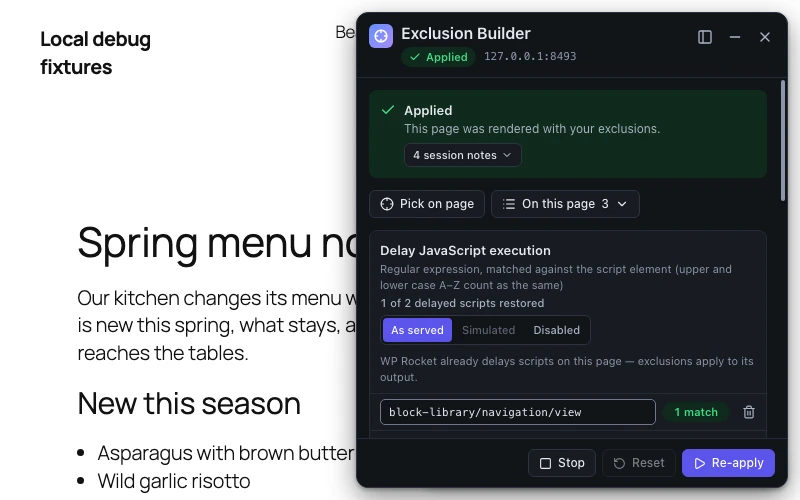 Local debug
fixtures
Be
Spring menu no
Our kitchen changes its menu w
is new this spring, what stays, a
reaches the tables.
New this season
Asparagus with brown butter
Wild garlic risotto
Exclusion Builder
Applied 127.0.0.1:8493
Applied
This page was rendered with your exclusions.
4 session notes
Pick on page On this page 3
Delay JavaScript execution
Regular expression, matched against the script element (upper and
lower case A–Z count as the same)
1 of 2 delayed scripts restored
As served Simulated Disabled
WP Rocket already delays scripts on this page — exclusions apply to its
output.
block-library/navigation/view 1 match
Stop Reset Re-apply